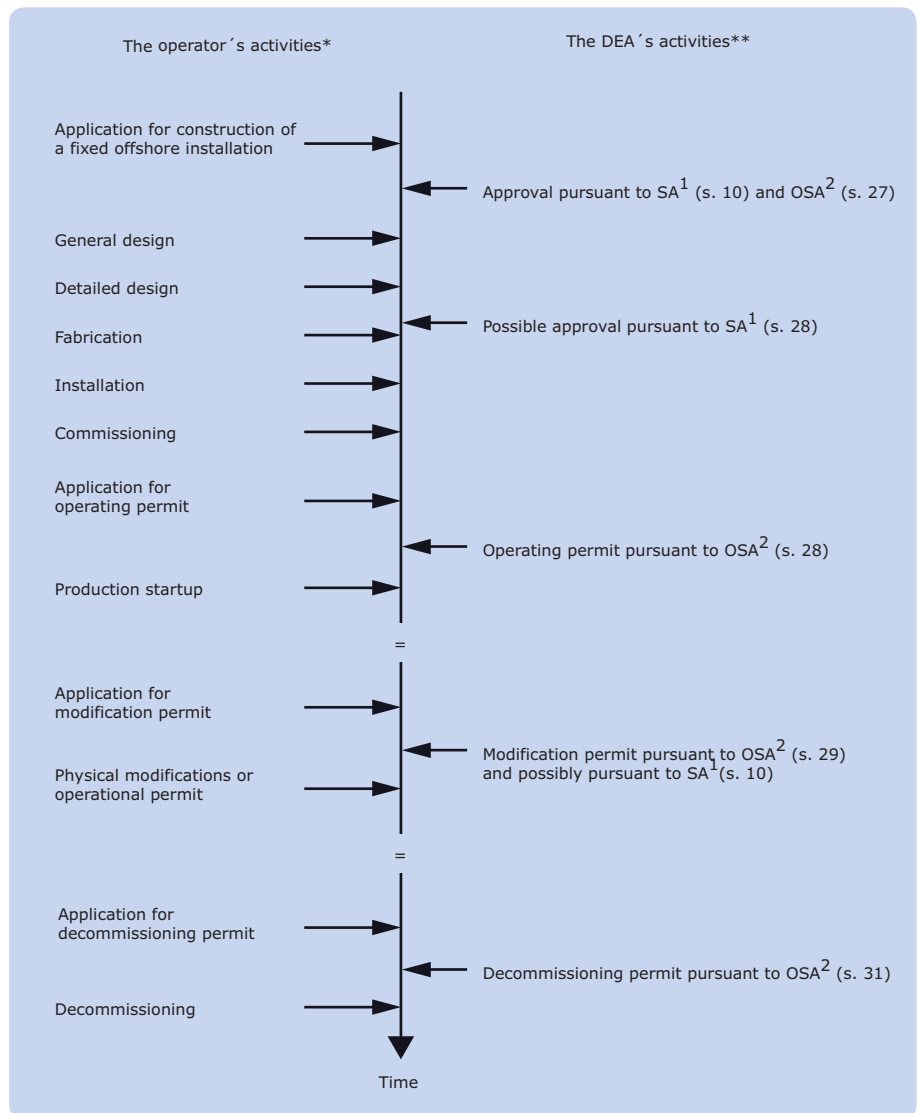 The operator´s activities*
The DEA´s activities**
Application for construction of
a fixed offshore installation
Approval pursuant to SA1 (s. 10) and OSA2 (s. 27)
General design
Detailed design
Possible approval pursuant to SA1 (s. 28)
Fabrication
Installation
Commissioning
Application for
operating permit
Operating permit pursuant to OSA2 (s. 28)
Production startup
=
Application for
modification permit
Modification permit pursuant to OSA2 (s. 29)
and possibly pursuant to SA1(s. 10)
Physical modifications or
operational permit
=
Application for
decommissioning permit
Decommissioning permit pursuant to OSA2 (s. 31)
Decommissioning
Time